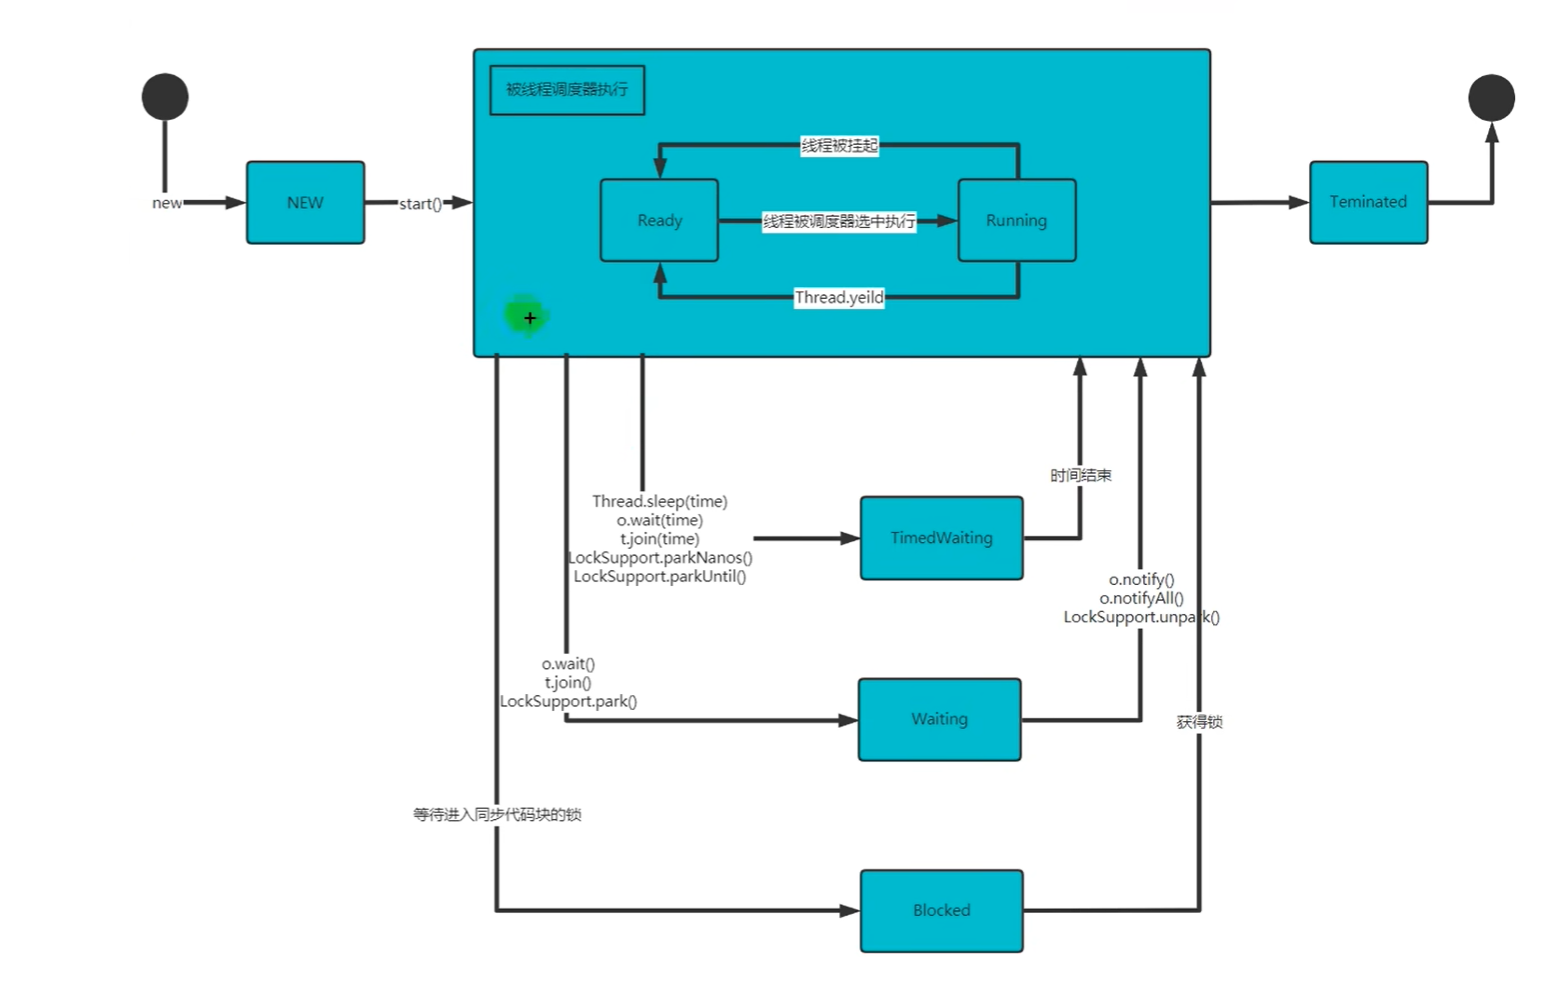 被线程调度器执行
线程被挂起
new
NEW
start()
Ready
线程被调度器选中执行
Running
Teminated
Thread.yeild
时间结束
Thread.sleep(time)
o.wait(time)
t.join(time)
LockSupport.parkNanos()
LockSupport.parkUntil()
TimedWaiting
o.notify()
o.notifyAll()
LockSupport.unpark()
o.wait()
t.join()
LockSupport.park()
Waiting
获得锁
等待进入同步代码块的锁
Blocked